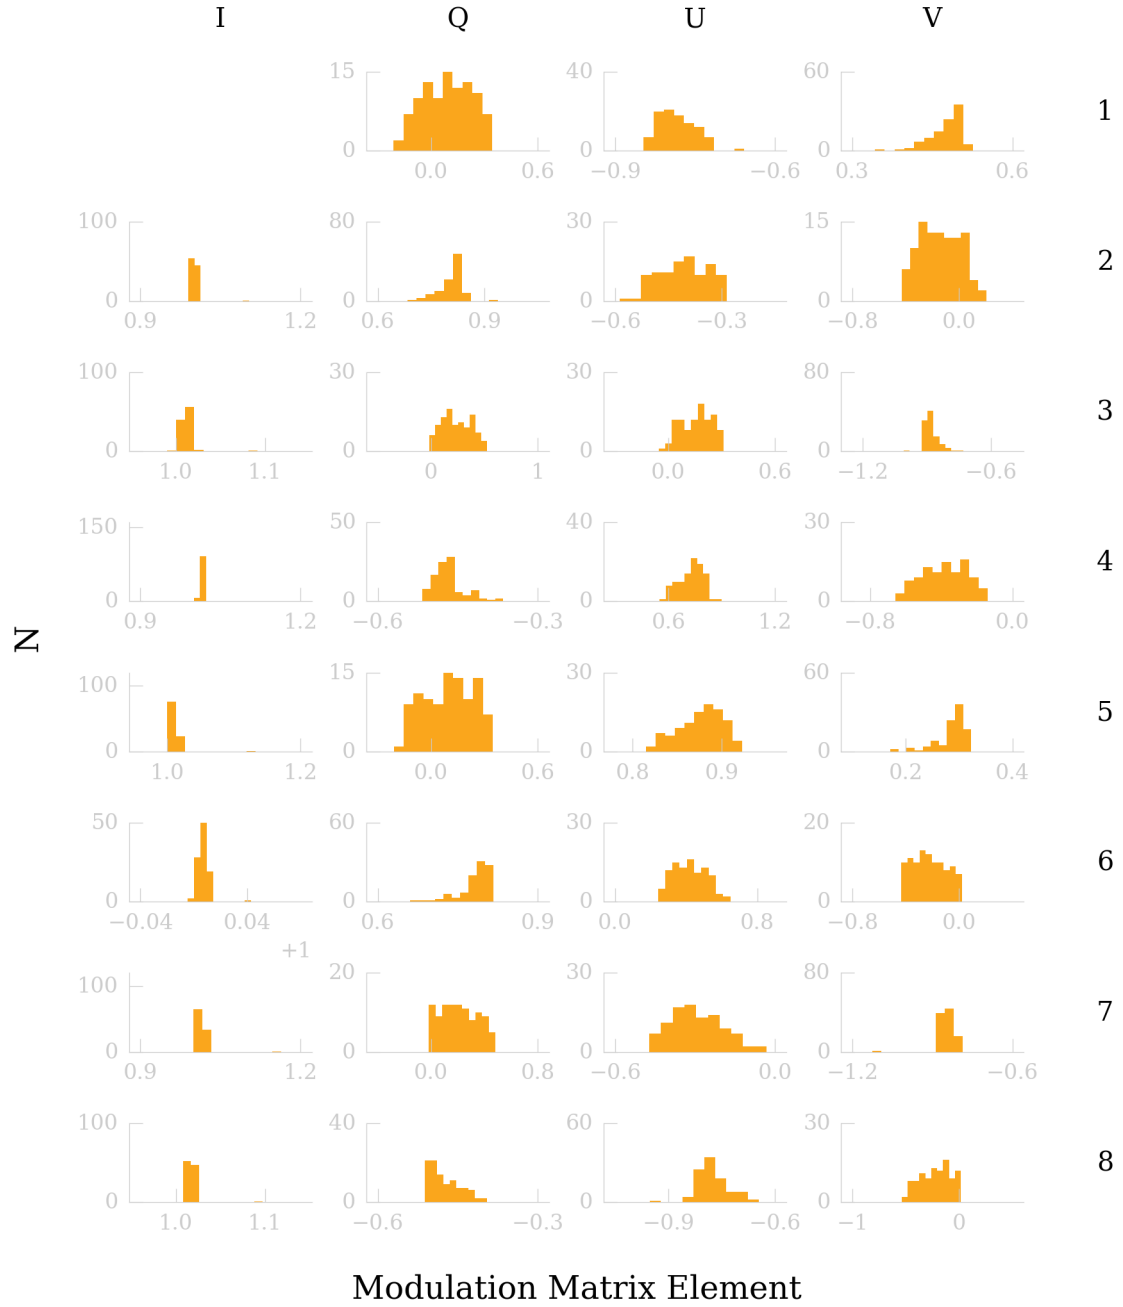 I Q U V
15 40 60
0 0 0
0.0 0.6 −0.9 −0.6 0.3 0.6
1
100 80 30 15
0 0 0 0
0.9 1.2 0.6 0.9 −0.6 −0.3 −0.8 0.0
2
100 30 30 80
0 0 0 0
1.0 1.1 0 1 0.0 0.6 −1.2 −0.6
3
150 50 40 30
0 0 0 0
0.9 1.2 −0.6 −0.3 0.6 1.2 −0.8 0.0
4
N
100 15 30 60
0 0 0 0
1.0 1.2 0.0 0.6 0.8 0.9 0.2 0.4
5
50 60 30 20
0 0 0 0
−0.04 0.04 0.6 0.9 0.0 0.8 −0.8 0.0
+1
6
100 20 30 80
0 0 0 0
0.9 1.2 0.0 0.8 −0.6 0.0 −1.2 −0.6
7
100 40 60 30
0 0 0 0
1.0 1.1 −0.6 −0.3 −0.9 −0.6 −1 0
8
Modulation Matrix Element